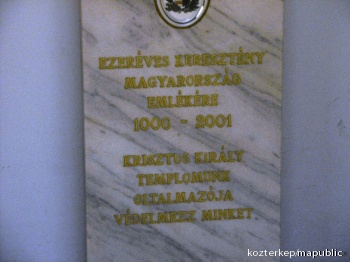 EZERÉVES KERESZTÉNY
MAGYARORSZÁG
EMLÉKÉRE
1000 - 2001
KRISZTUS KIRÁLY
TEMPLOMUNK
OLTALMAZÓJA
VÉDELMEZZ MINKET.
kozterkep/mapublic